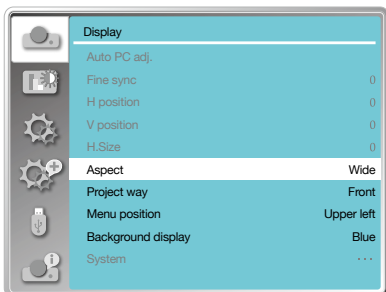 Display
Auto PC adj.
Fine sync 0
H position 0
V position 0
H.Size 0
Aspect Wide
Project way Front
Menu position Upper left
Background display Blue
System ···